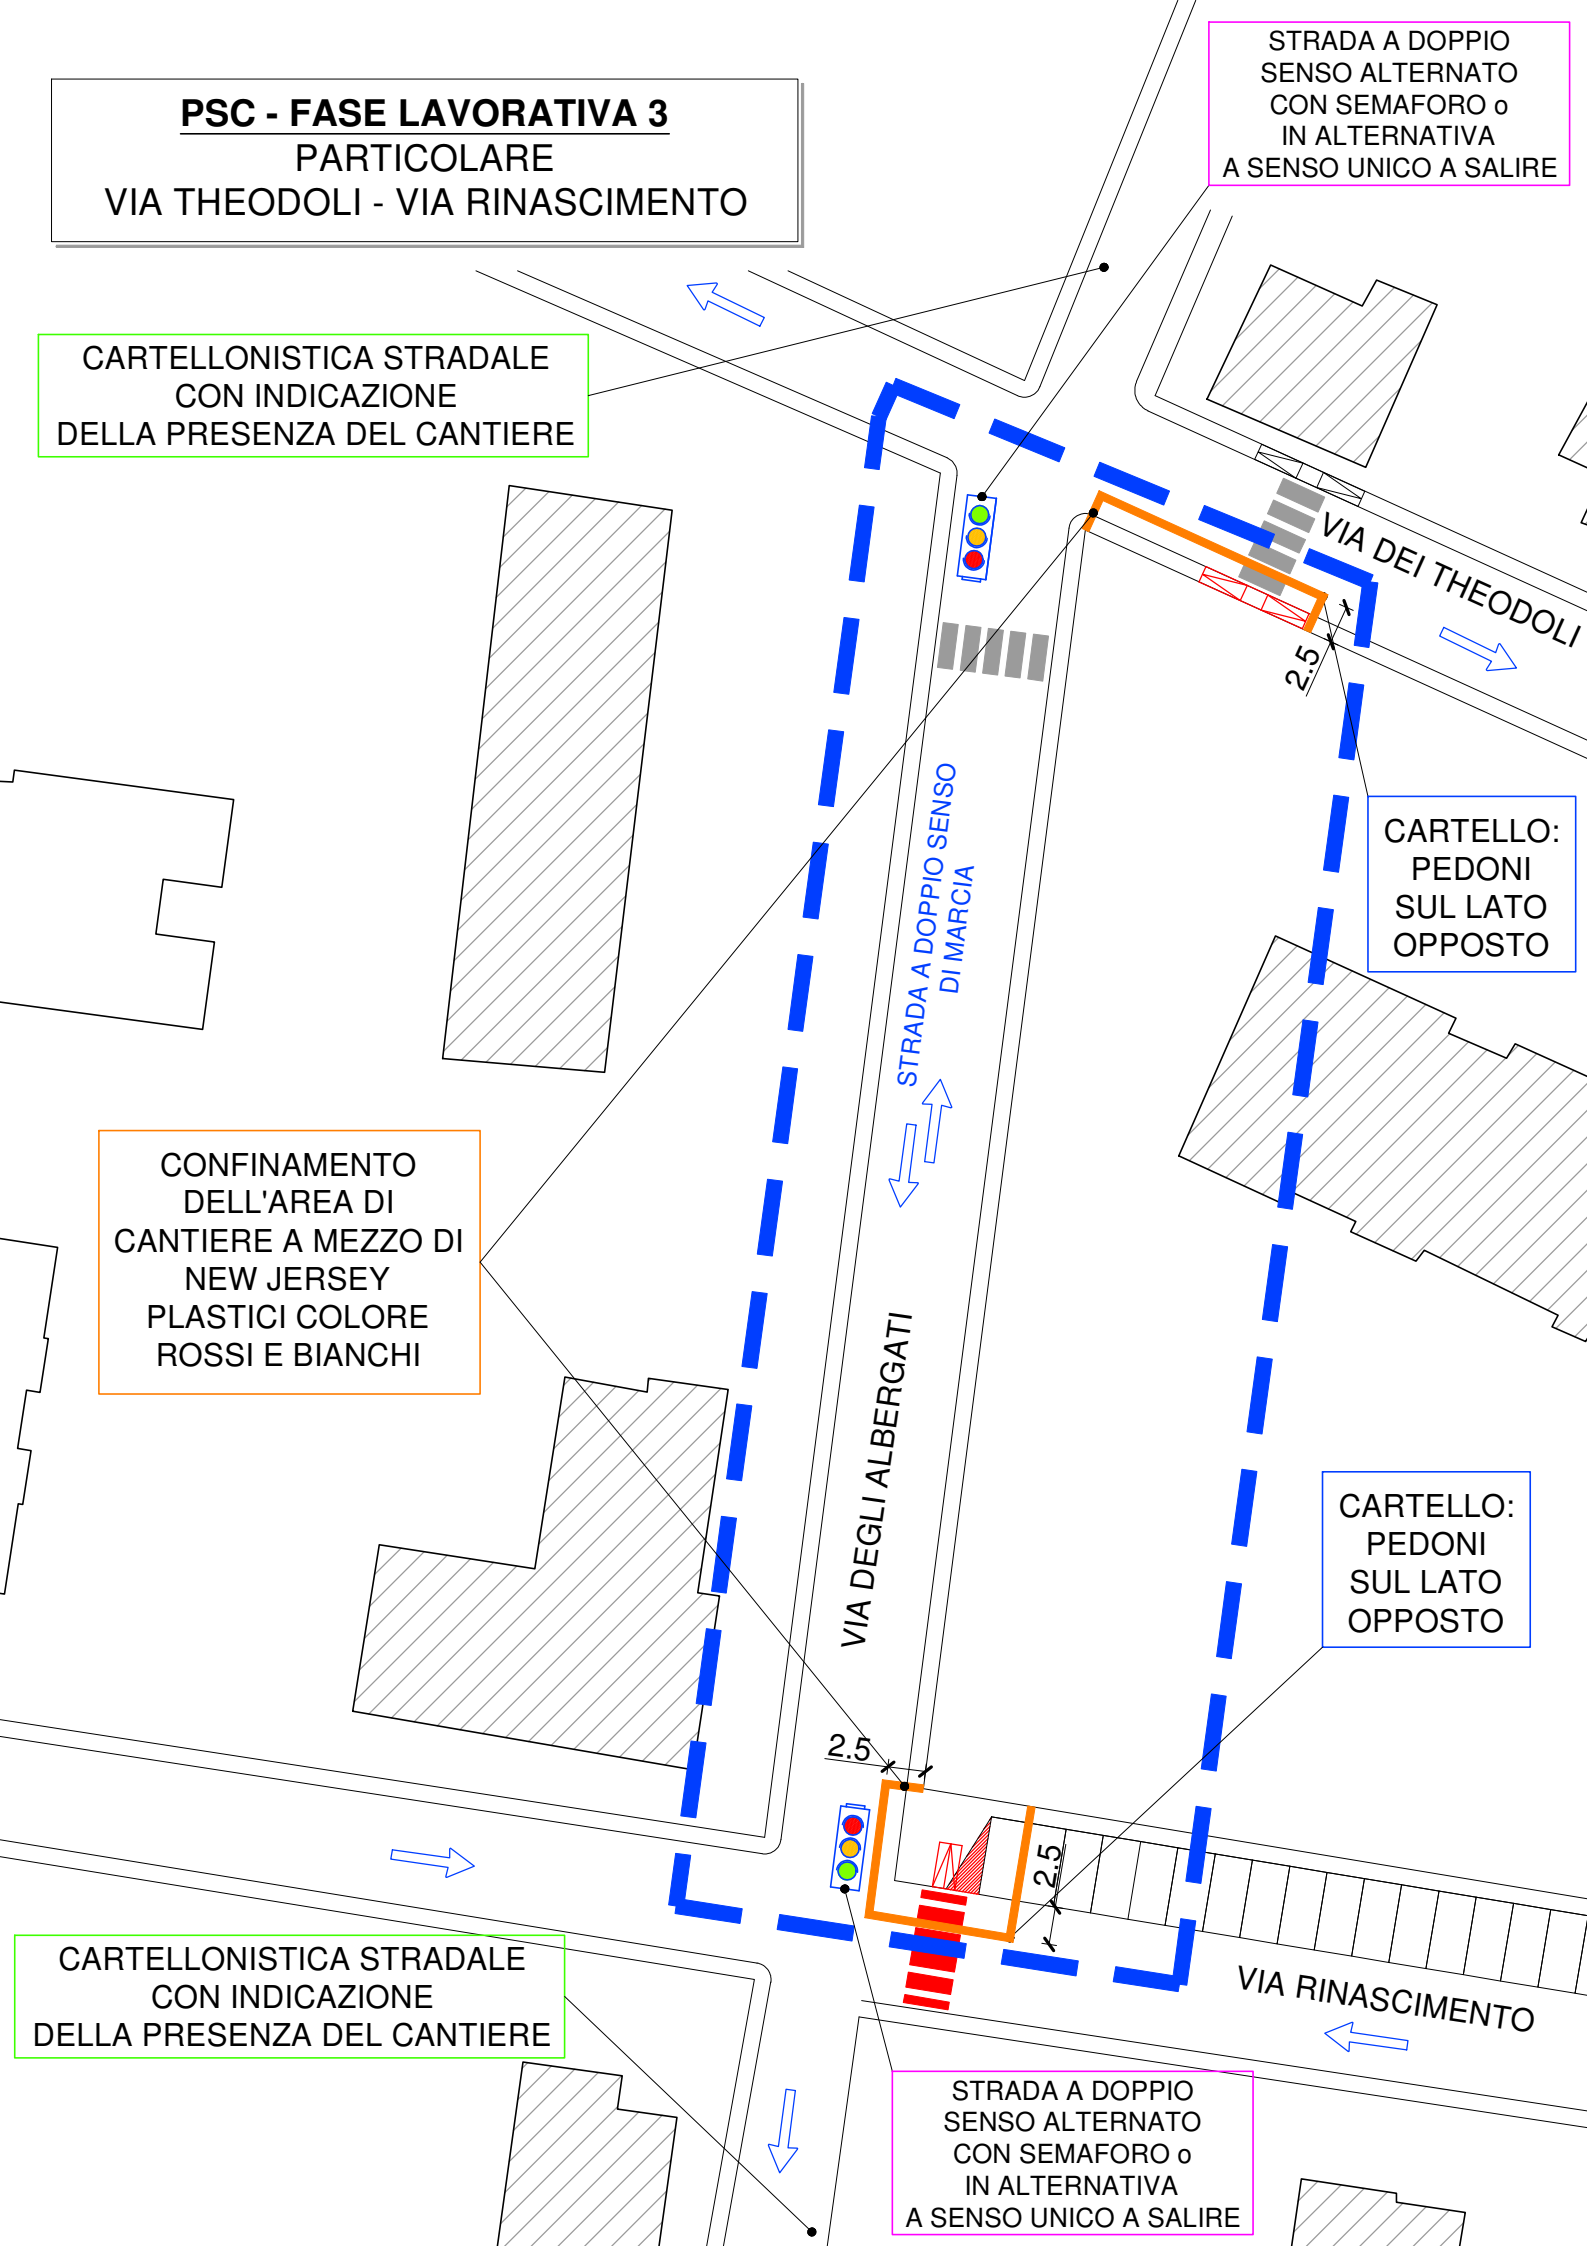 PSC - FASE LAVORATIVA 3
PARTICOLARE
VIA THEODOLI - VIA RINASCIMENTO
STRADA A DOPPIO
SENSO ALTERNATO
CON SEMAFORO o
IN ALTERNATIVA
A SENSO UNICO A SALIRE
CARTELLONISTICA STRADALE
CON INDICAZIONE
DELLA PRESENZA DEL CANTIERE
VIA DEI THEODOLI
2.5
CARTELLO:
PEDONI
SUL LATO
OPPOSTO
STRADA A DOPPIO SENSO
DI MARCIA
CONFINAMENTO
DELL'AREA DI
CANTIERE A MEZZO DI
NEW JERSEY
PLASTICI COLORE
ROSSI E BIANCHI
VIA DEGLI ALBERGATI
CARTELLO:
PEDONI
SUL LATO
OPPOSTO
2.5
2.5
CARTELLONISTICA STRADALE
CON INDICAZIONE
DELLA PRESENZA DEL CANTIERE
VIA RINASCIMENTO
STRADA A DOPPIO
SENSO ALTERNATO
CON SEMAFORO o
IN ALTERNATIVA
A SENSO UNICO A SALIRE